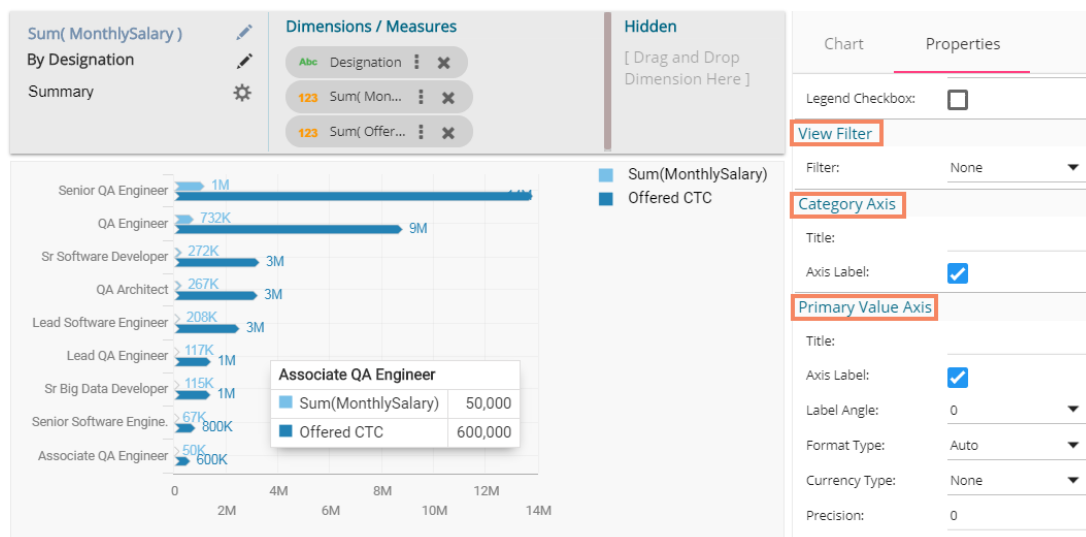 Sum( MonthlySalary )
By Designation
Summary
Dimensions / Measures
Abc Designation
123 Sum( Mon...
123 Sum( Offer...
Hidden
[ Drag and Drop
Dimension Here ]
Chart Properties
Legend Checkbox:
View Filter
Filter: None
Category Axis
Title:
Axis Label:
Primary Value Axis
Title:
Axis Label:
Label Angle: 0
Format Type: Auto
Currency Type: None
Precision: 0
Sum(MonthlySalary)
Offered CTC
Senior QA Engineer 1M
QA Engineer 732K 9M
Sr Software Developer 272K 3M
QA Architect 267K 3M
Lead Software Engineer 208K 3M
Lead QA Engineer 117K 1M
Sr Big Data Developer 115K 1M
Senior Software Engine. 67K 800K
Associate QA Engineer 50K 600K
Associate QA Engineer
Sum(MonthlySalary) 50,000
Offered CTC 600,000
0 4M 8M 12M
2M 6M 10M 14M